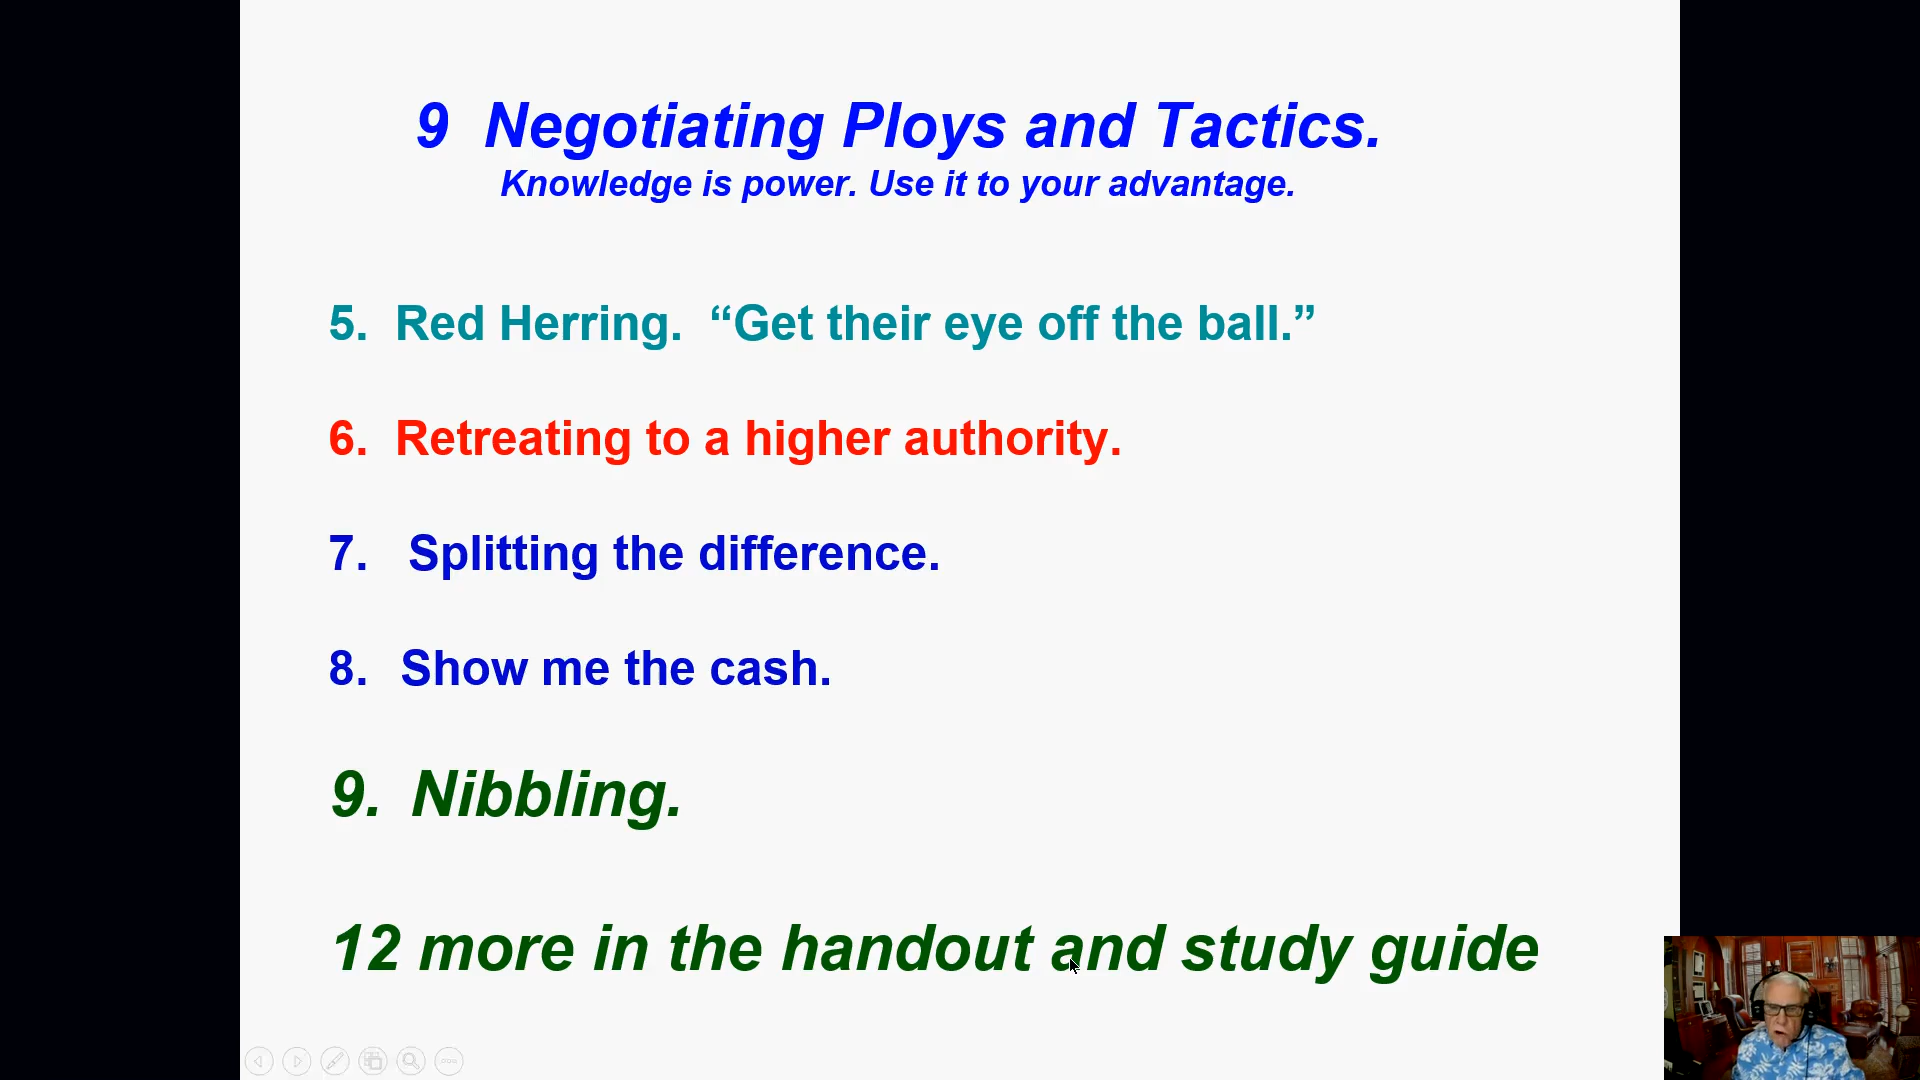 9 Negotiating Ploys and Tactics.
Knowledge is power. Use it to your advantage.
5. Red Herring. “Get their eye off the ball.”
6. Retreating to a higher authority.
7. Splitting the difference.
8. Show me the cash.
9. Nibbling.
12 more in the handout and study guide